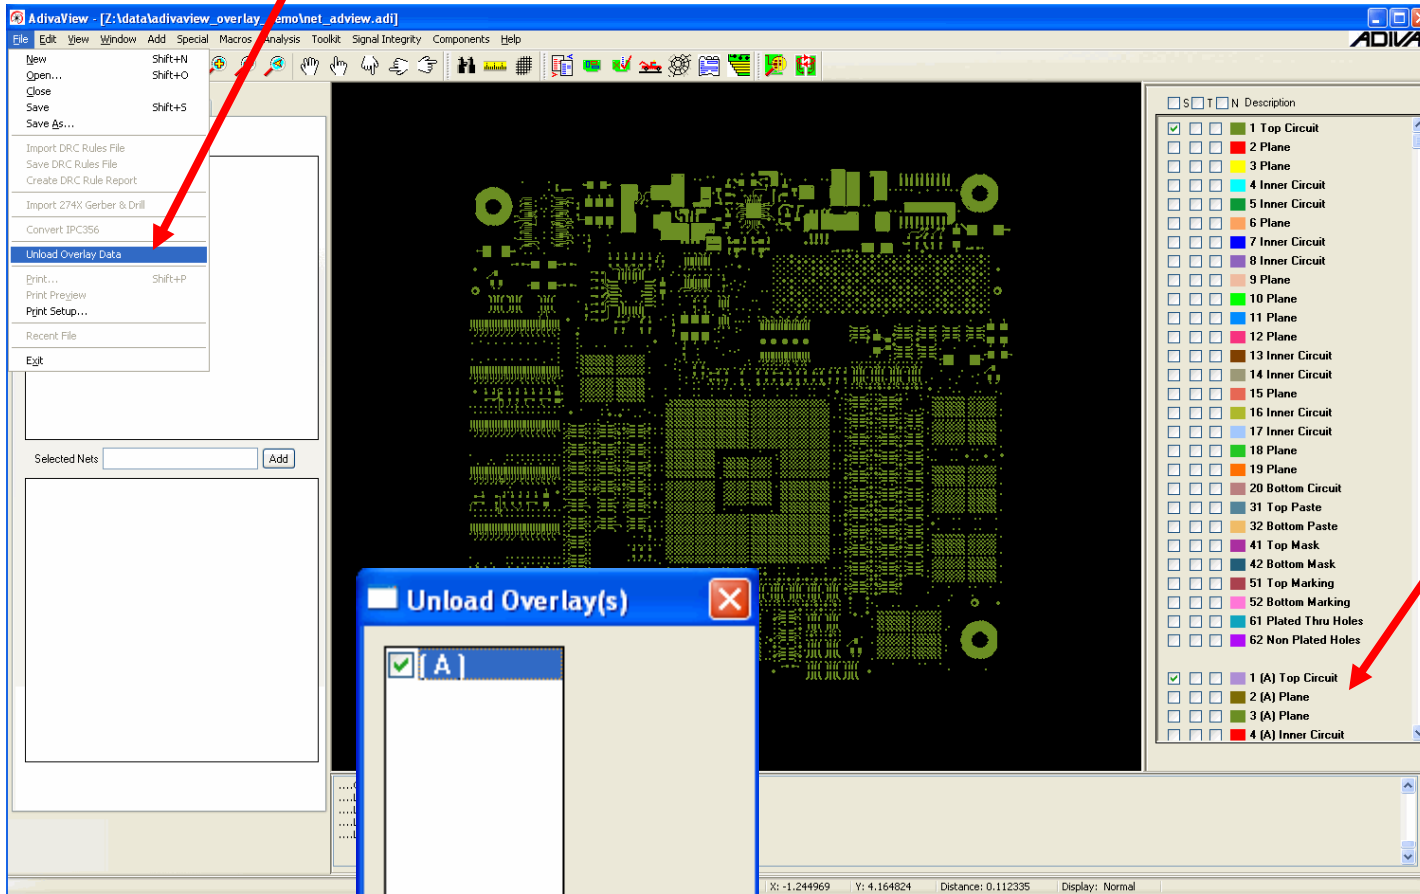 AdivaView - [Z:\data\adivaview_overlay_demo\net_adview.adi]
File Edit View Window Add Special Macros Analysis Toolkit Signal Integrity Components Help
ADIVA
New Shift+N
Open... Shift+O
Close
Save Shift+S
Save As...
Import DRC Rules File
Save DRC Rules File
Create DRC Rule Report
Import 274X Gerber & Drill
Convert IPC356
Unload Overlay Data
Print... Shift+P
Print Preview
Print Setup...
Recent File
Exit
Selected Nets Add
S T N Description
1 Top Circuit
2 Plane
3 Plane
4 Inner Circuit
5 Inner Circuit
6 Plane
7 Inner Circuit
8 Inner Circuit
9 Plane
10 Plane
11 Plane
12 Plane
13 Inner Circuit
14 Inner Circuit
15 Plane
16 Inner Circuit
17 Inner Circuit
18 Plane
19 Plane
20 Bottom Circuit
31 Top Paste
32 Bottom Paste
41 Top Mask
42 Bottom Mask
51 Top Marking
52 Bottom Marking
61 Plated Thru Holes
62 Non Plated Holes
1 (A) Top Circuit
2 (A) Plane
3 (A) Plane
4 (A) Inner Circuit
Unload Overlay(s)
[ A ]
X: -1.244969 Y: 4.164824 Distance: 0.112335 Display: Normal